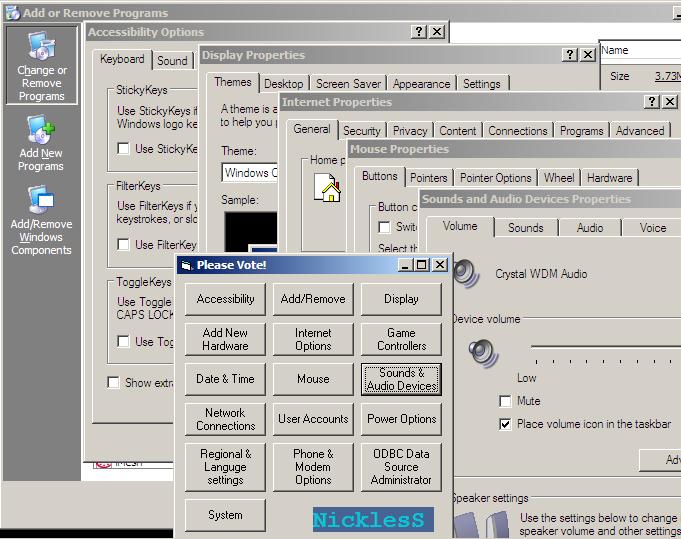 Add or Remove Programs
Change or
Remove
Programs
Add New
Programs
Add/Remove
Windows
Components
Accessibility Options
Keyboard
Sound
StickyKeys
Use StickyKeys if
Windows logo ke
Use StickyKe
FilterKeys
Use FilterKeys if y
keystrokes, or slo
Use FilterKey
ToggleKeys
Use Toggle
CAPS LOCK
Use Tog
Show extra
iMesh
Display Properties
Themes
Desktop
Screen Saver
Appearance
Settings
A theme is a
to help you p
Theme:
Windows C
Sample:
Name
Size 3.73M
Internet Properties
General
Security
Privacy
Content
Connections
Programs
Advanced
Home p
Mouse Properties
Buttons
Pointers
Pointer Options
Wheel
Hardware
Button c
Switc
Select th
Sounds and Audio Devices Properties
Volume
Sounds
Audio
Voice
Crystal WDM Audio
Device volume
Low
Mute
Place volume icon in the taskbar
Adv
Speaker settings
Use the settings below to change
speaker volume and other settings
Please Vote!
Accessibility
Add/Remove
Display
Add New
Hardware
Internet
Options
Game
Controllers
Date & Time
Mouse
Sounds &
Audio Devices
Network
Connections
User Accounts
Power Options
Regional &
Languge
settings
Phone &
Modem
Options
ODBC Data
Source
Administrator
System
NicklesS